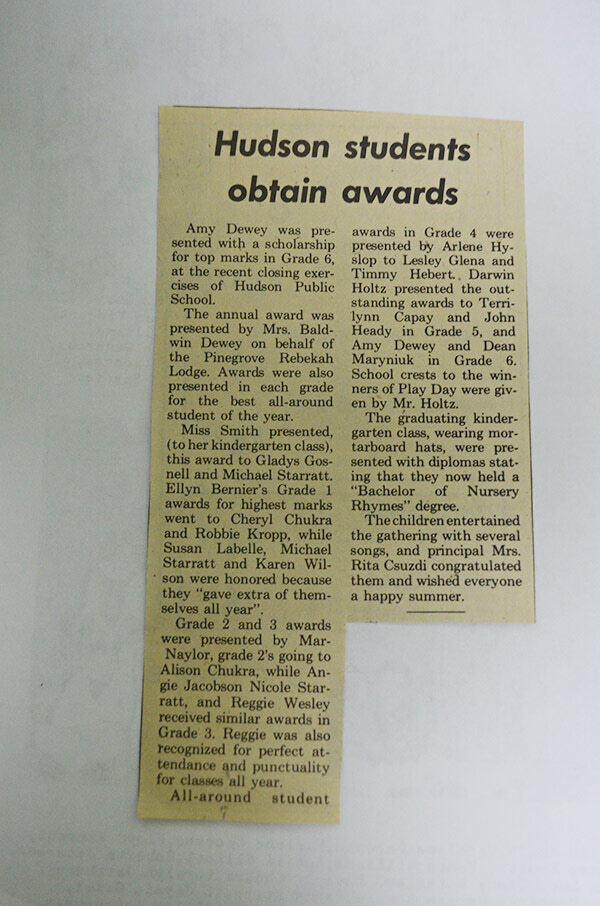 Hudson students
obtain awards
Amy Dewey was pre-
sented with a scholarship
for top marks in Grade 6,
at the recent closing exer-
cises of Hudson Public
School.
The annual award was
presented by Mrs. Bald-
win Dewey on behalf of
the Pinegrove Rebekah
Lodge. Awards were also
presented in each grade
for the best all-around
student of the year.
Miss Smith presented,
(to her kindergarten class),
this award to Gladys Gos-
nell and Michael Starratt.
Ellyn Bernier's Grade 1
awards for highest marks
went to Cheryl Chukra
and Robbie Kropp, while
Susan Labelle, Michael
Starratt and Karen Wil-
son were honored because
they "gave extra of them-
selves all year".
Grade 2 and 3 awards
were presented by Mar-
Naylor, grade 2's going to
Alison Chukra, while An-
gie Jacobson Nicole Star-
ratt, and Reggie Wesley
received similar awards in
Grade 3. Reggie was also
recognized for perfect at-
tendance and punctuality
for classes all year.
All-around student
7
awards in Grade 4 were
presented by Arlene Hy-
slop to Lesley Glena and
Timmy Hebert. Darwin
Holtz presented the out-
standing awards to Terri-
lynn Capay and John
Heady in Grade 5, and
Amy Dewey and Dean
Maryniuk in Grade 6.
School crests to the win-
ners of Play Day were giv-
en by Mr. Holtz.
The graduating kinder-
garten class, wearing mor-
tarboard hats, were pre-
sented with diplomas stat-
ing that they now held a
"Bachelor of Nursery
Rhymes" degree.
The children entertained
the gathering with several
songs, and principal Mrs.
Rita Csuzdi congratulated
them and wished everyone
a happy summer.